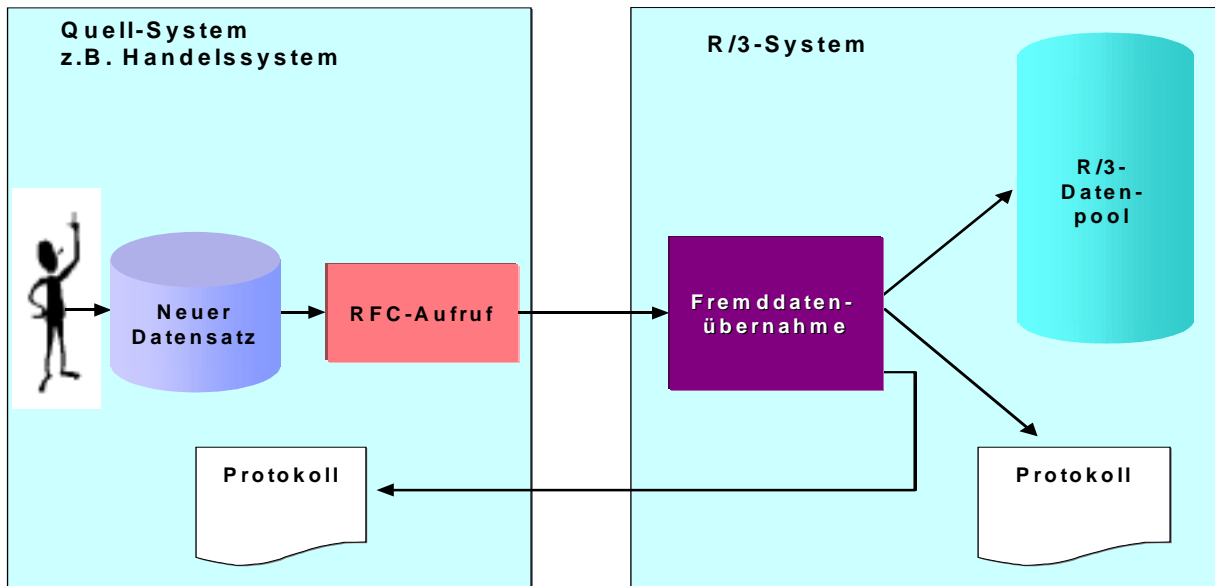 Quell-System
z.B. Handelssystem
R/3-System
R/3-
Daten-
pool
Neuer
Datensatz
RFC-Aufruf
Fremddaten-
übernahme
Protokoll
Protokoll